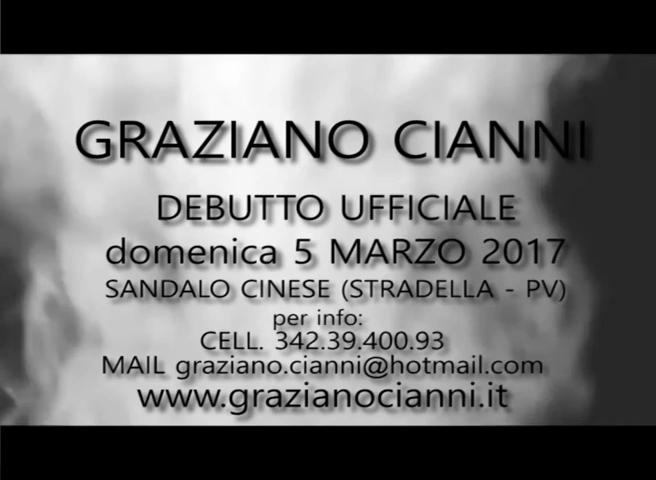 GRAZIANO CIANNI
DEBUTTO UFFICIALE
domenica 5 MARZO 2017
SANDALO CINESE (STRADELLA - PV)
per info:
CELL. 342.39.400.93
MAIL graziano.cianni@hotmail.com
www.grazianocianni.it